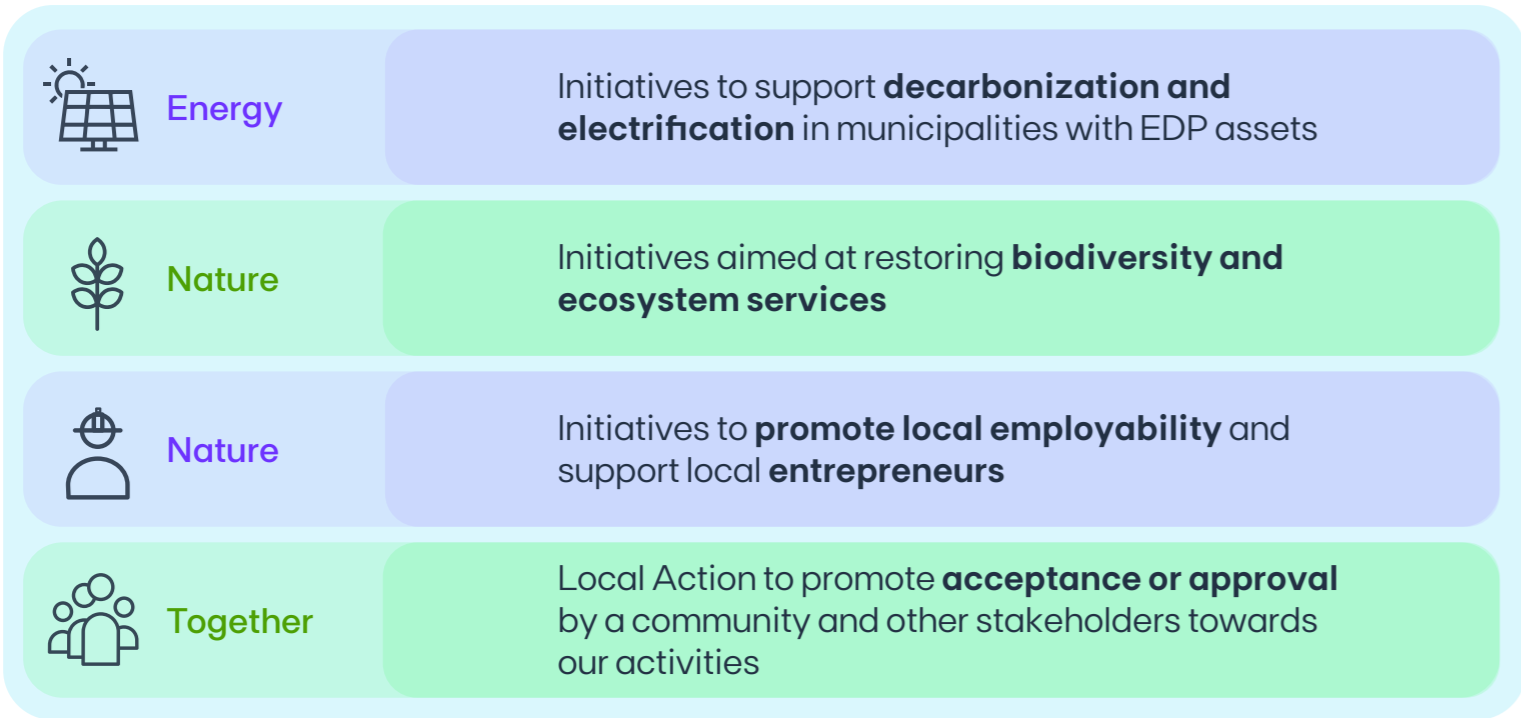 Energy
Initiatives to support decarbonization and
electrification in municipalities with EDP assets
Nature
Initiatives aimed at restoring biodiversity and
ecosystem services
Nature
Initiatives to promote local employability and
support local entrepreneurs
Together
Local Action to promote acceptance or approval
by a community and other stakeholders towards
our activities